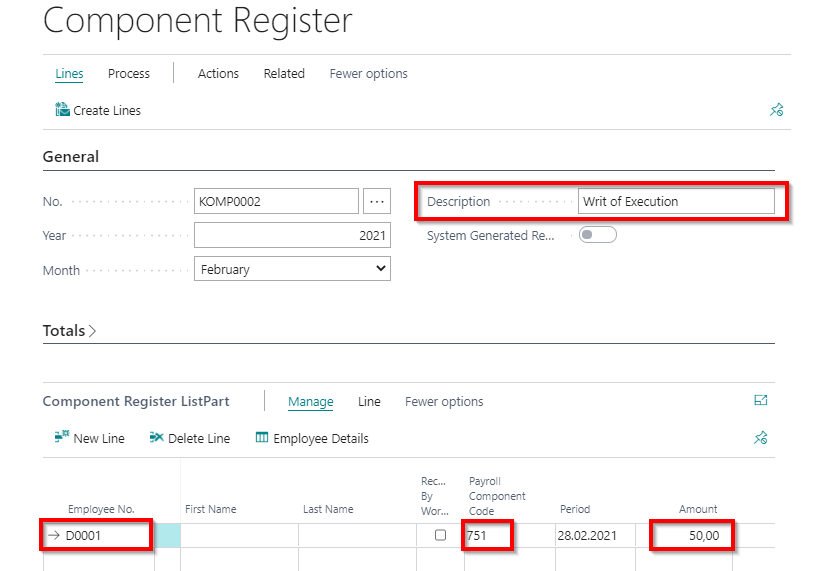 Component Register
Lines Process Actions Related Fewer options
Create Lines
General
No. KOMP0002 ... Description Writ of Execution
Year 2021 System Generated Re...
Month February
Totals >
Component Register ListPart Manage Line Fewer options
New Line Delete Line Employee Details
Rec... Payroll
By Component
Employee No. First Name Last Name Wor... Code Period Amount
→ D0001 751 28.02.2021 50,00